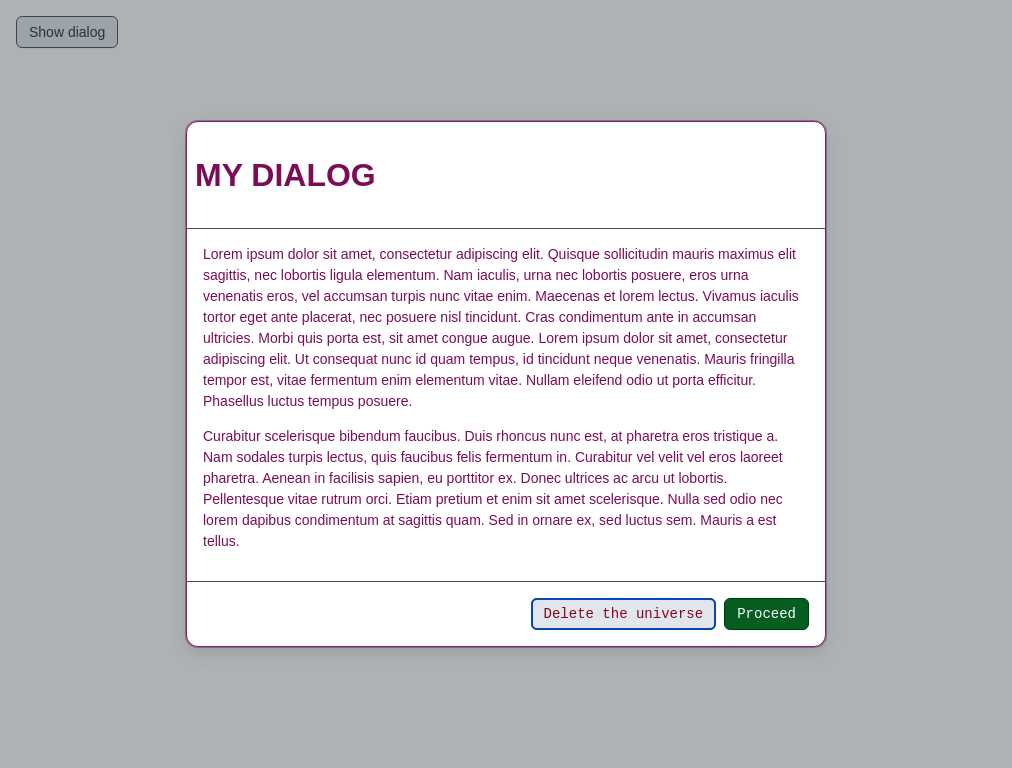 Show dialog
MY DIALOG
Lorem ipsum dolor sit amet, consectetur adipiscing elit. Quisque sollicitudin mauris maximus elit
sagittis, nec lobortis ligula elementum. Nam iaculis, urna nec lobortis posuere, eros urna
venenatis eros, vel accumsan turpis nunc vitae enim. Maecenas et lorem lectus. Vivamus iaculis
tortor eget ante placerat, nec posuere nisl tincidunt. Cras condimentum ante in accumsan
ultricies. Morbi quis porta est, sit amet congue augue. Lorem ipsum dolor sit amet, consectetur
adipiscing elit. Ut consequat nunc id quam tempus, id tincidunt neque venenatis. Mauris fringilla
tempor est, vitae fermentum enim elementum vitae. Nullam eleifend odio ut porta efficitur.
Phasellus luctus tempus posuere.
Curabitur scelerisque bibendum faucibus. Duis rhoncus nunc est, at pharetra eros tristique a.
Nam sodales turpis lectus, quis faucibus felis fermentum in. Curabitur vel velit vel eros laoreet
pharetra. Aenean in facilisis sapien, eu porttitor ex. Donec ultrices ac arcu ut lobortis.
Pellentesque vitae rutrum orci. Etiam pretium et enim sit amet scelerisque. Nulla sed odio nec
lorem dapibus condimentum at sagittis quam. Sed in ornare ex, sed luctus sem. Mauris a est
tellus.
Delete the universe
Proceed